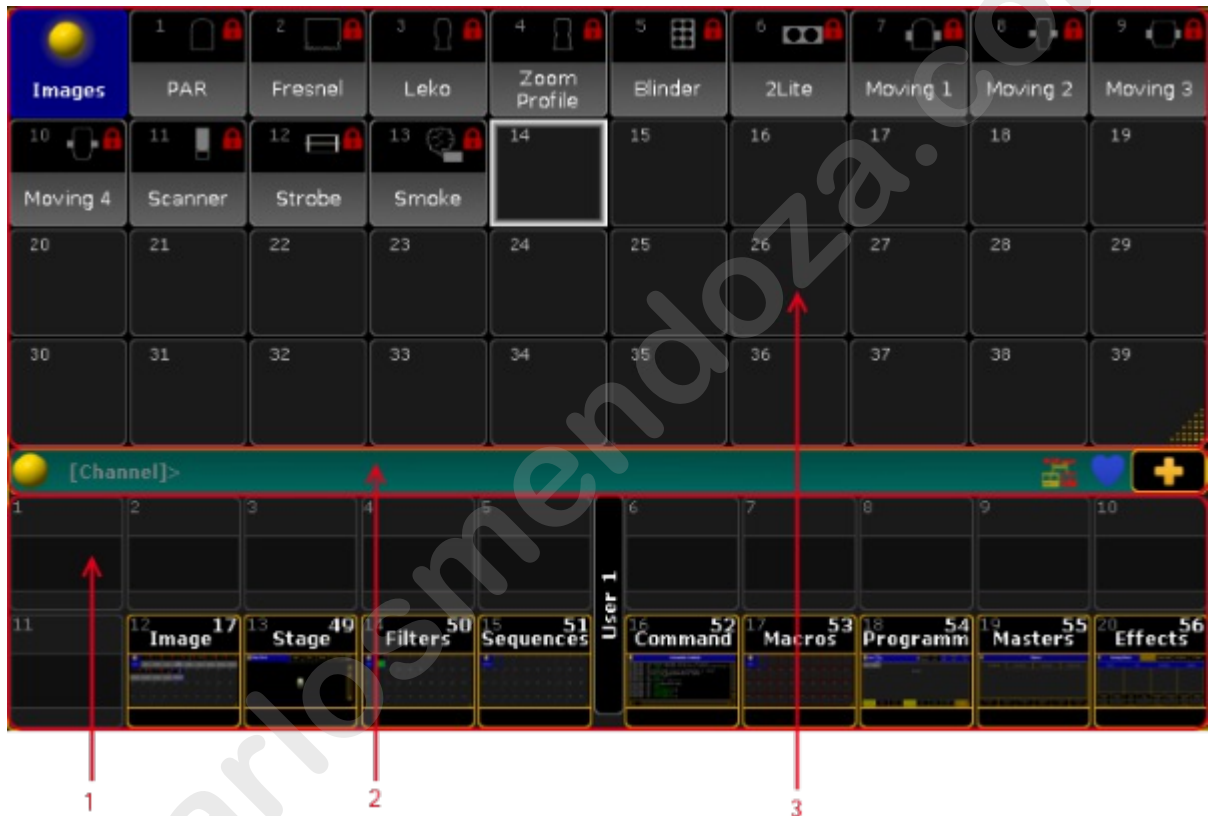 1 2 3 4 5 6 7 8 9
Images PAR Fresnel Leko Zoom Profile Blinder 2Lite Moving 1 Moving 2 Moving 3
10 11 12 13 14 15 16 17 18 19
Moving 4 Scanner Strobe Smoke
20 21 22 23 24 25 26 27 28 29
30 31 32 33 34 35 36 37 38 39
[Channel]>
1 2 3 4 5 6 7 8 9 10
User 1
11 12 17 13 49 14 50 15 51 16 52 17 53 18 54 19 55 20 56
Image Stage Filters Sequences Command Macros Programm Masters Effects
1 2 3
arlosmendoza.co